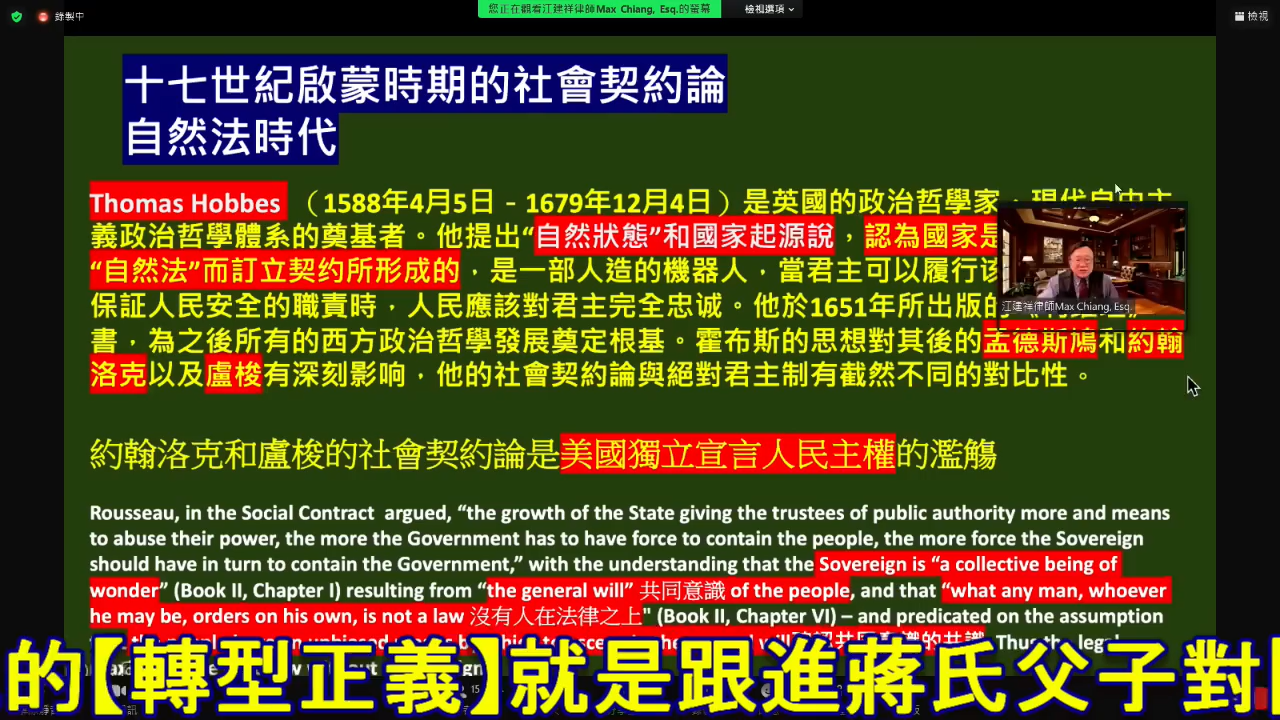 錄製中
您正在觀看江建祥律師Max Chiang, Esq.的螢幕
檢視選項
檢視
十七世紀啟蒙時期的社會契約論
自然法時代
Thomas Hobbes （1588年4月5日 - 1679年12月4日）是英國的政治哲學家，現代自由主
義政治哲學體系的奠基者。他提出“自然狀態”和國家起源說，認為國家是
“自然法”而訂立契约所形成的，是一部人造的機器人，當君主可以履行该
保証人民安全的職責時，人民應該對君主完全忠诚。他於1651年所出版的
書，為之後所有的西方政治哲學發展奠定根基。霍布斯的思想對其後的孟德斯鳩和約翰
洛克以及盧梭有深刻影响，他的社會契約論與絕對君主制有截然不同的對比性。
江建祥律師Max Chiang, Esq.
約翰洛克和盧梭的社會契約論是美國獨立宣言人民主權的濫觴
Rousseau, in the Social Contract argued, “the growth of the State giving the trustees of public authority more and means
to abuse their power, the more the Government has to have force to contain the people, the more force the Sovereign
should have in turn to contain the Government,” with the understanding that the Sovereign is “a collective being of
wonder” (Book II, Chapter I) resulting from “the general will” 共同意識 of the people, and that “what any man, whoever
he may be, orders on his own, is not a law 沒有人在法律之上" (Book II, Chapter VI) – and predicated on the assumption
Thus the legal
的【轉型正義】就是跟進蔣氏父子對